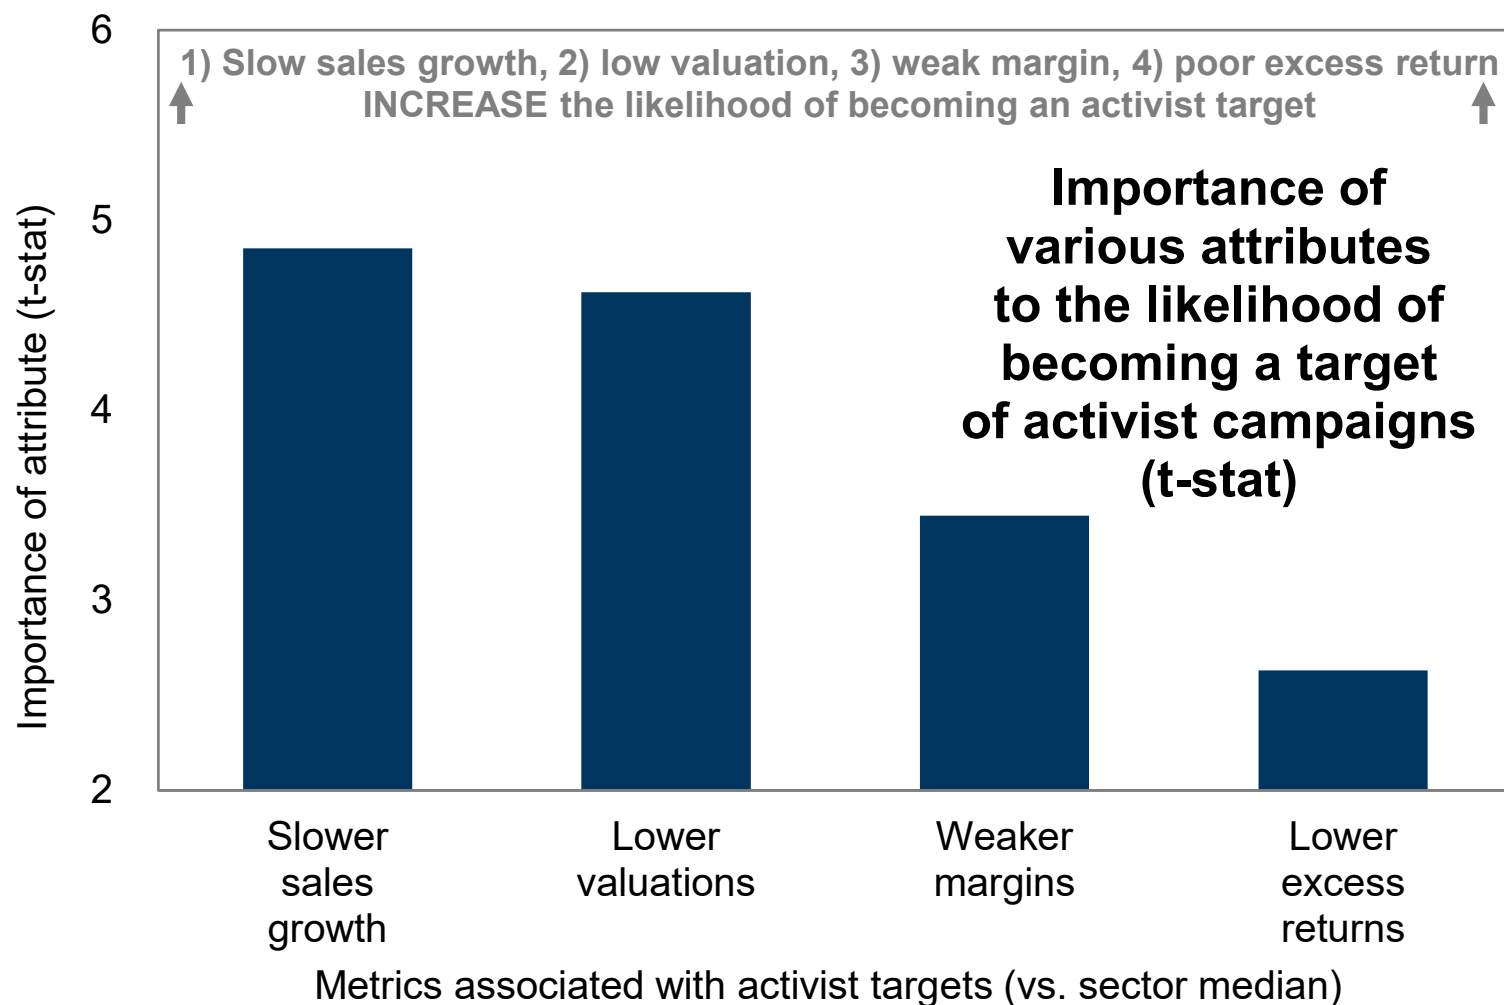 6
1) Slow sales growth, 2) low valuation, 3) weak margin, 4) poor excess return
INCREASE the likelihood of becoming an activist target
Importance of
various attributes
to the likelihood of
becoming a target
of activist campaigns
(t-stat)
5
4
3
2
Importance of attribute (t-stat)
Slower
sales
growth
Lower
valuations
Weaker
margins
Lower
excess
returns
Metrics associated with activist targets (vs. sector median)